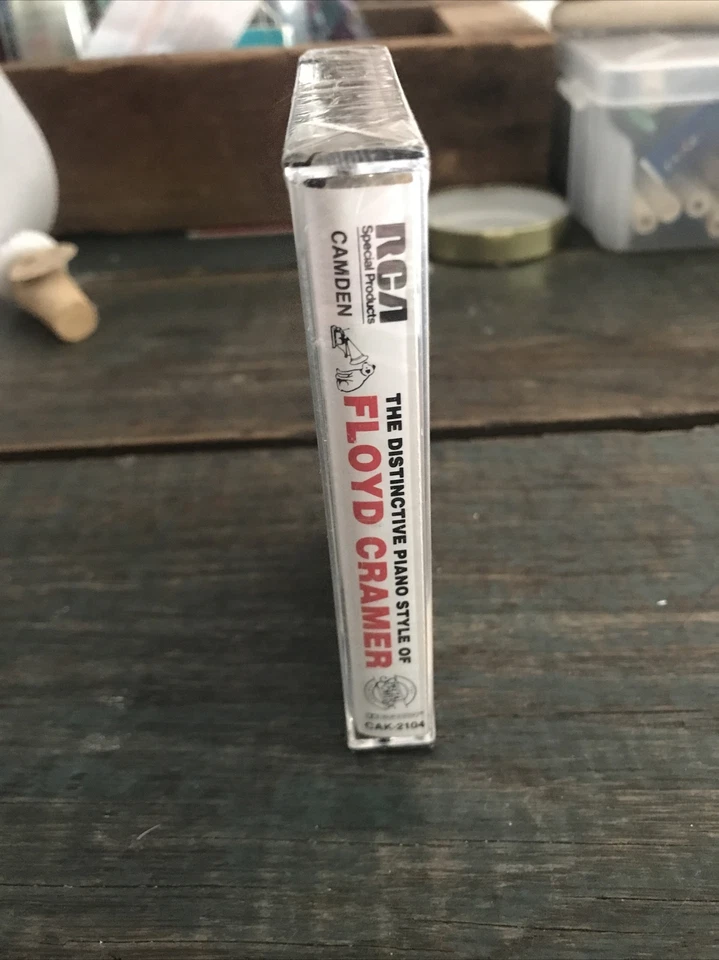 RCA
Special Products
CAMDEN
THE DISTINCTIVE PIANO STYLE OF
FLOYD CRAMER
CAK-2104